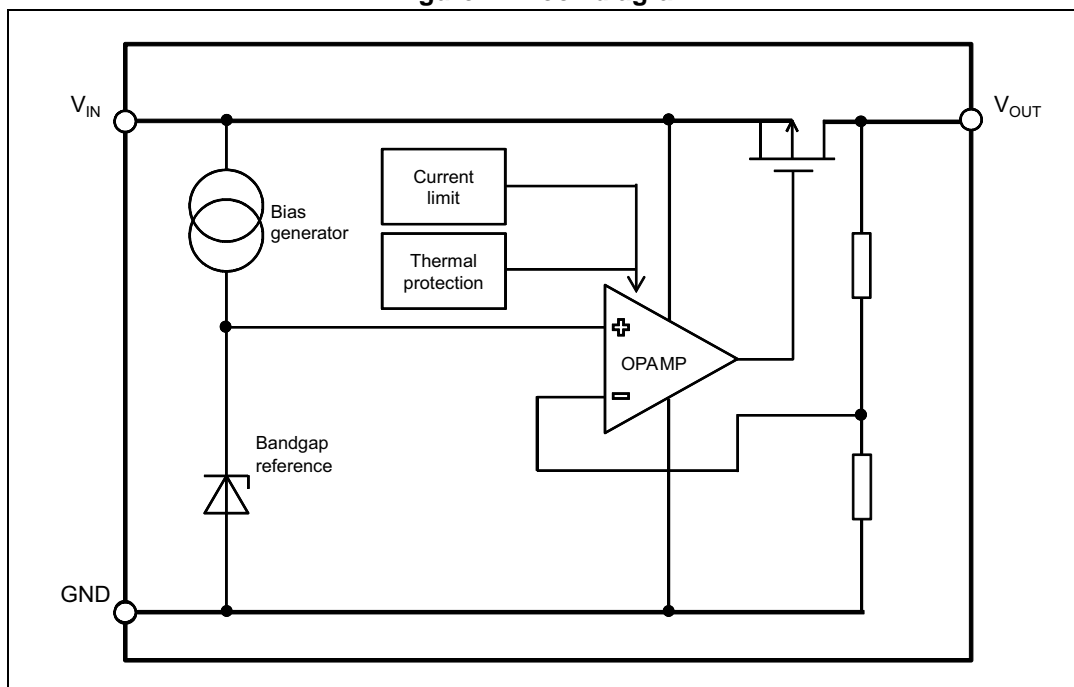 V_IN
V_OUT
Current
limit
Bias
generator
Thermal
protection
+
OPAMP
-
Bandgap
reference
GND